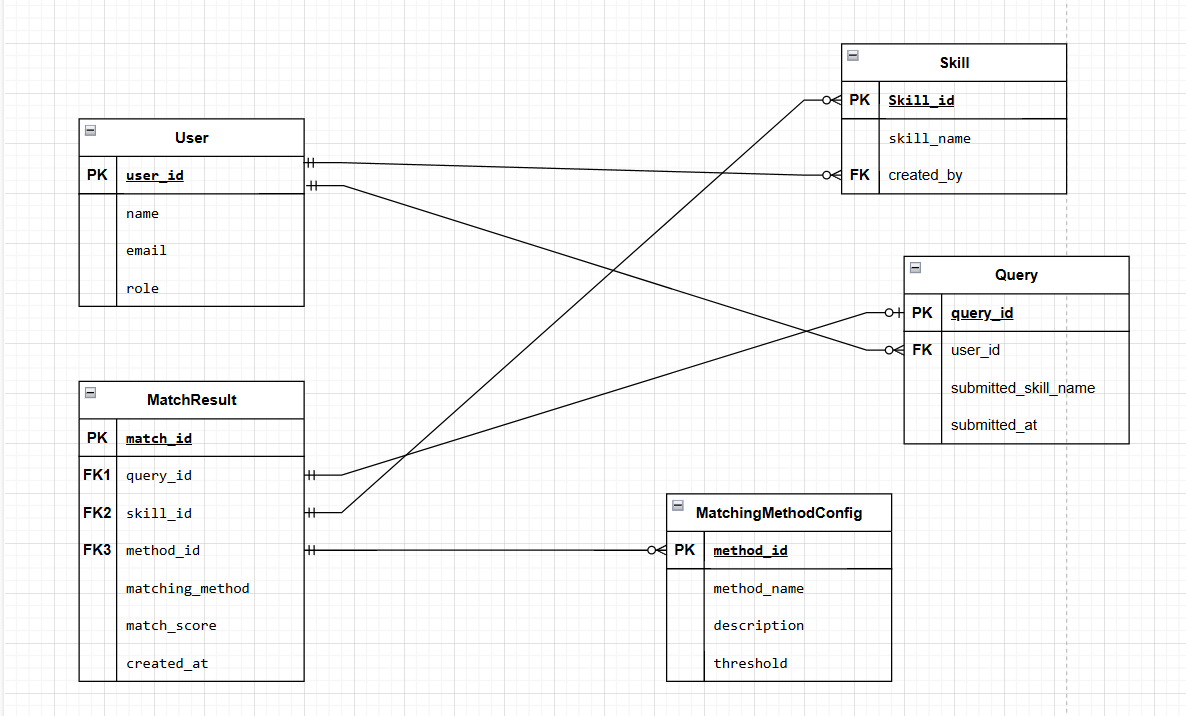 User
PK user_id
name
email
role
Skill
PK Skill_id
skill_name
FK created_by
Query
PK query_id
FK user_id
submitted_skill_name
submitted_at
MatchResult
PK match_id
FK1 query_id
FK2 skill_id
FK3 method_id
matching_method
match_score
created_at
MatchingMethodConfig
PK method_id
method_name
description
threshold